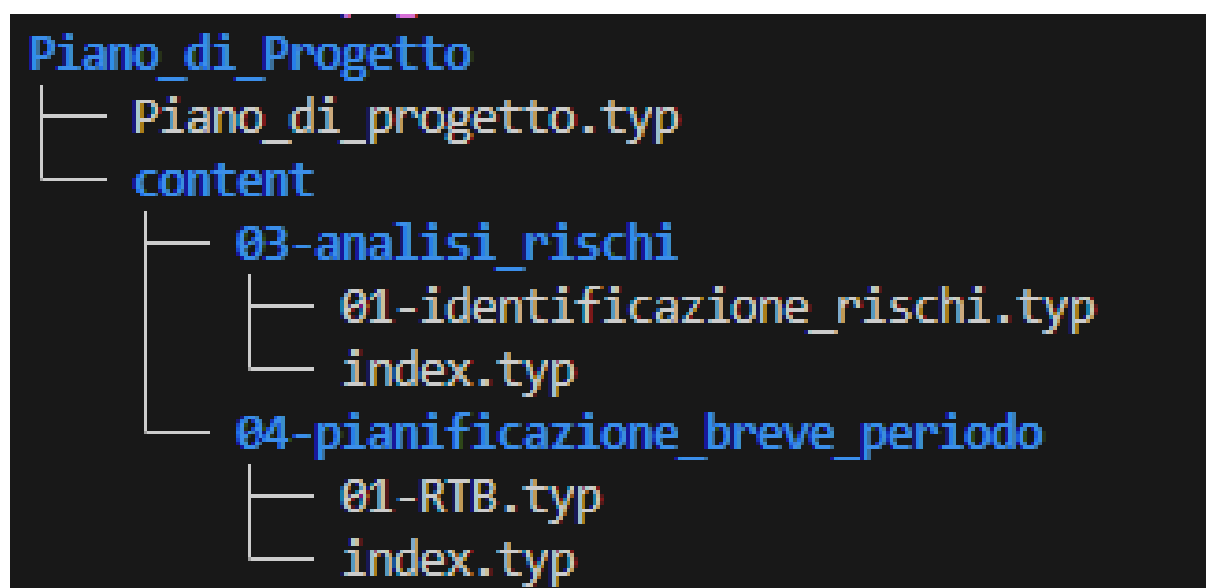 Piano_di_Progetto
Piano_di_progetto.typ
content
03-analisi_rischi
01-identificazione_rischi.typ
index.typ
04-pianificazione_breve_periodo
01-RTB.typ
index.typ